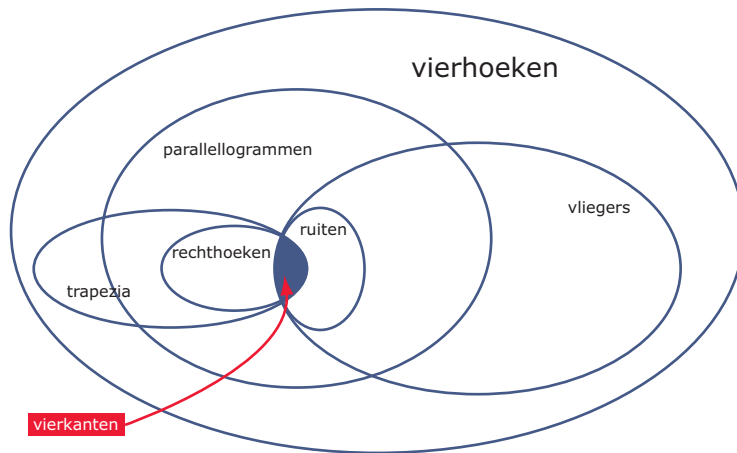 vierhoeken
parallellogrammen
vliegers
ruiten
rechthoeken
trapezia
vierkanten